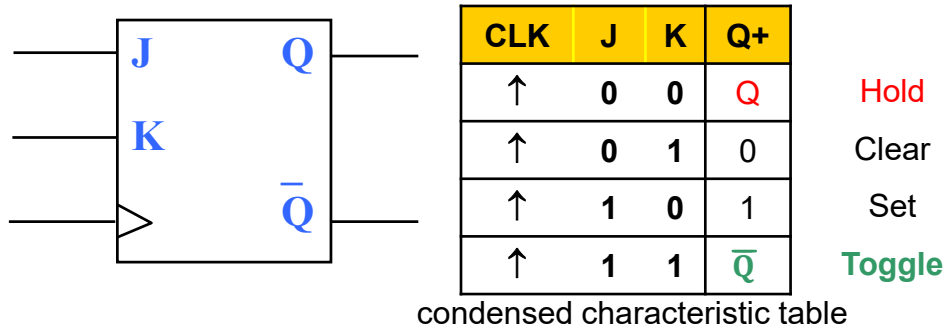 J Q
K
Q̅
CLK J K Q+
↑ 0 0 Q Hold
↑ 0 1 0 Clear
↑ 1 0 1 Set
↑ 1 1 Q̅ Toggle
condensed characteristic table